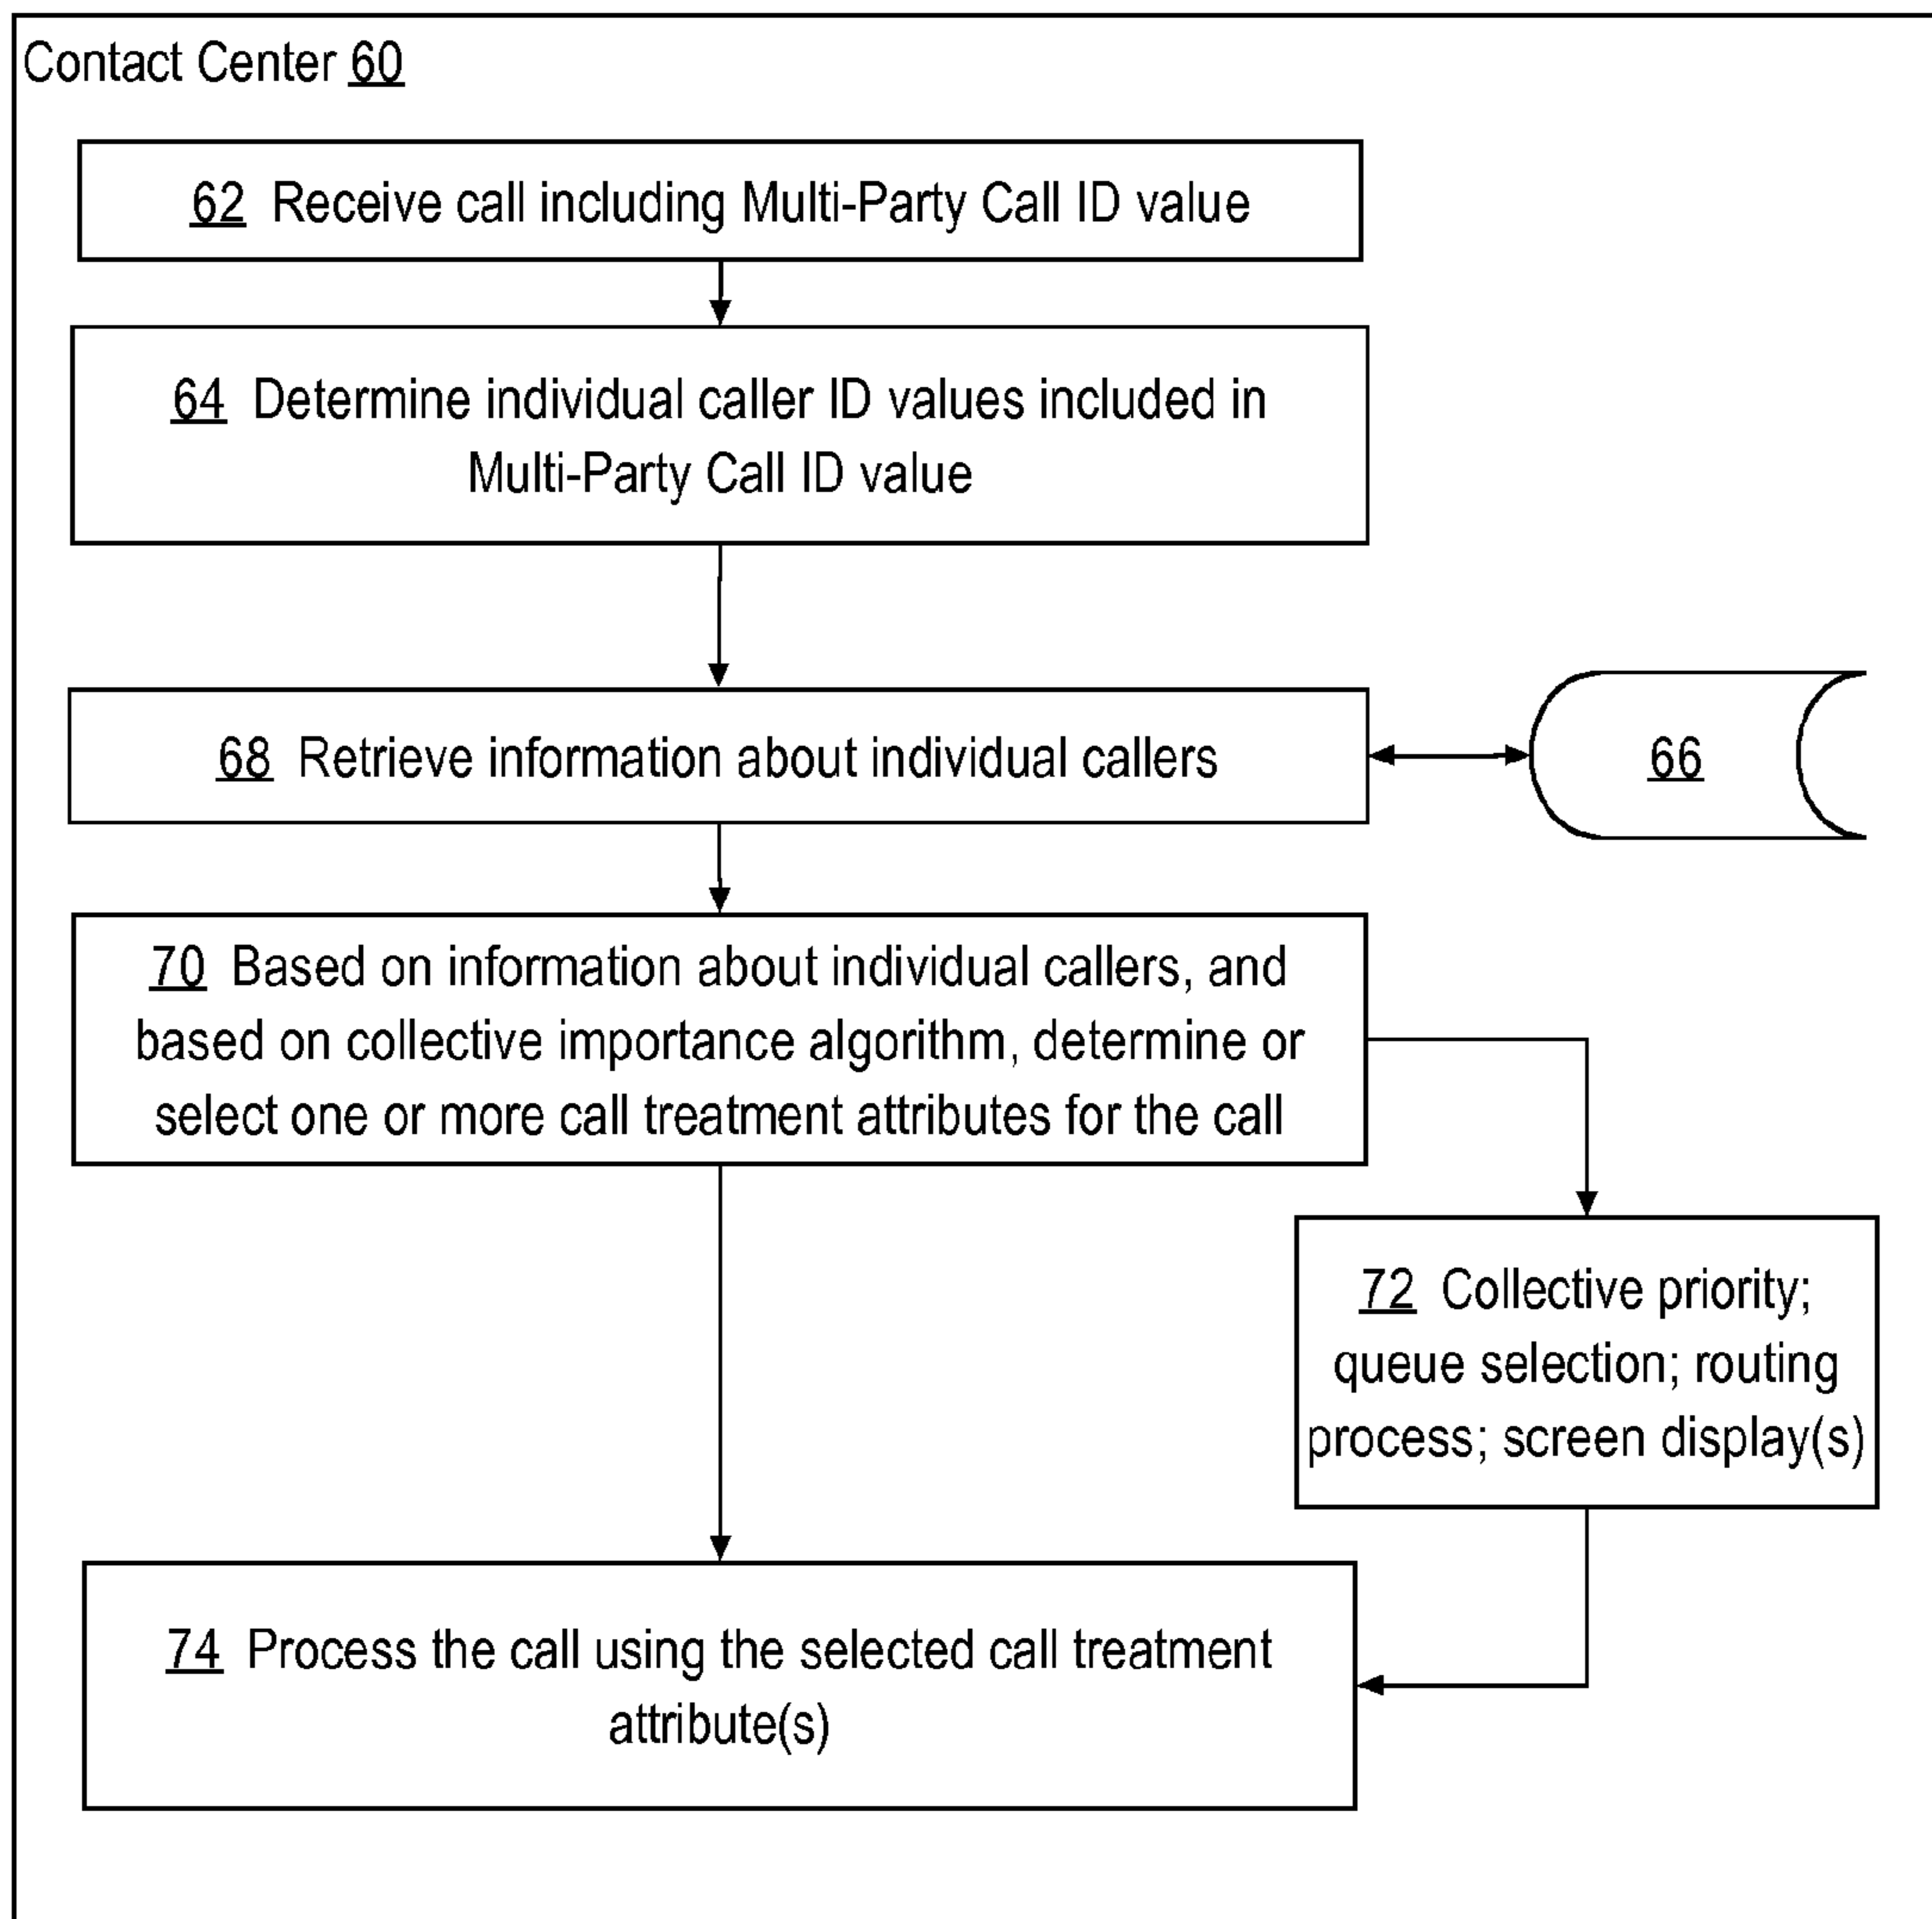 Contact Center 60
62 Receive call including Multi-Party Call ID value
64 Determine individual caller ID values included in
Multi-Party Call ID value
68 Retrieve information about individual callers
66
70 Based on information about individual callers, and
based on collective importance algorithm, determine or
select one or more call treatment attributes for the call
72 Collective priority;
queue selection; routing
process; screen display(s)
74 Process the call using the selected call treatment
attribute(s)